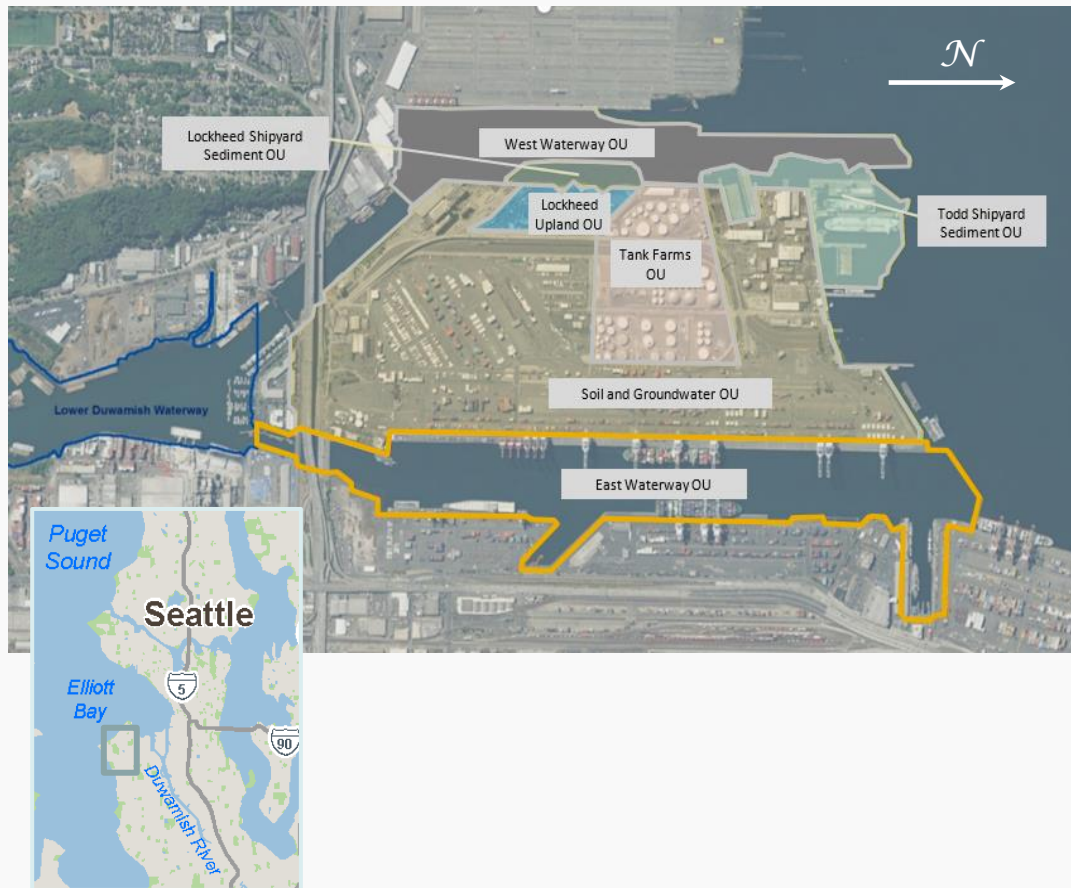 N
Lockheed Shipyard
Sediment OU
West Waterway OU
Lockheed
Upland OU
Todd Shipyard
Sediment OU
Tank Farms
OU
Soil and Groundwater OU
Lower Duwamish Waterway
East Waterway OU
Puget
Sound
Seattle
Elliott
Bay
5
90
Duwamish River